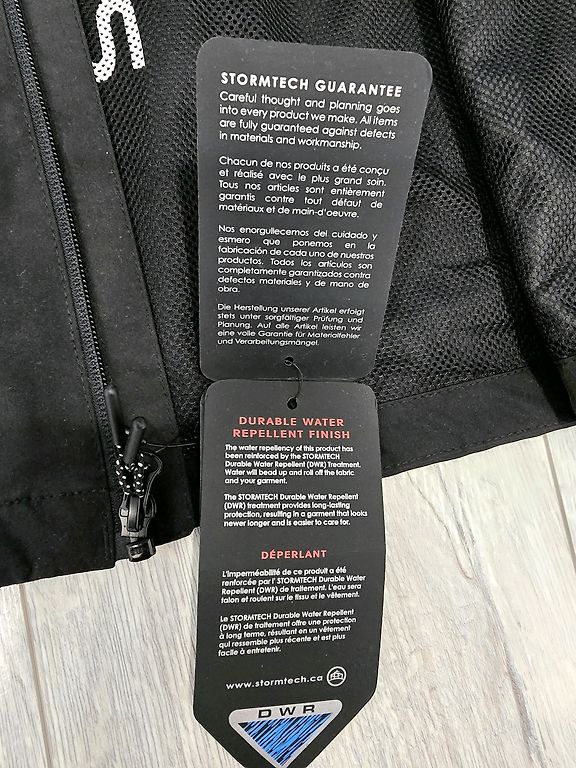 S
STORMTECH GUARANTEE
Careful thought and planning goes
into every product we make. All items
are fully guaranteed against defects
in materials and workmanship.
Chacun de nos produits a été conçu
et réalisé avec le plus grand soin.
Tous nos articles sont entièrement
garantis contre tout défaut de
matériaux et de main-d'oeuvre.
Nos enorgullecemos del cuidado y
esmero que ponemos en la
fabricación de cada uno de nuestros
productos. Todos los artículos son
completamente garantizados contra
defectos materiales y de mano de
obra.
Die Herstellung unserer Artikel erfolgt
stets unter sorgfältiger Prüfung und
Planung. Auf alle Artikel leisten wir
eine volle Garantie für Materialfehler
und Verarbeitungsmängel.
DURABLE WATER
REPELLENT FINISH
The water repellency of this product has
been reinforced by the STORMTECH
Durable Water Repellent (DWR) Treatment.
Water will bead up and roll off the fabric
and your garment.
The STORMTECH Durable Water Repellent
(DWR) treatment provides long-lasting
protection, resulting in a garment that looks
newer longer and is easier to care for.
DÉPERLANT
L'imperméabilité de ce produit a été
renforcée par l' STORMTECH Durable Water
Repellent (DWR) de traitement. L'eau sera
talon et roulent sur le tissu et le vêtement.
Le STORMTECH Durable Water Repellent
(DWR) de traitement offre une protection
à long terme, résultant en un vêtement
qui ressemble plus récente et est plus
facile à entretenir.
www.stormtech.ca
DWR